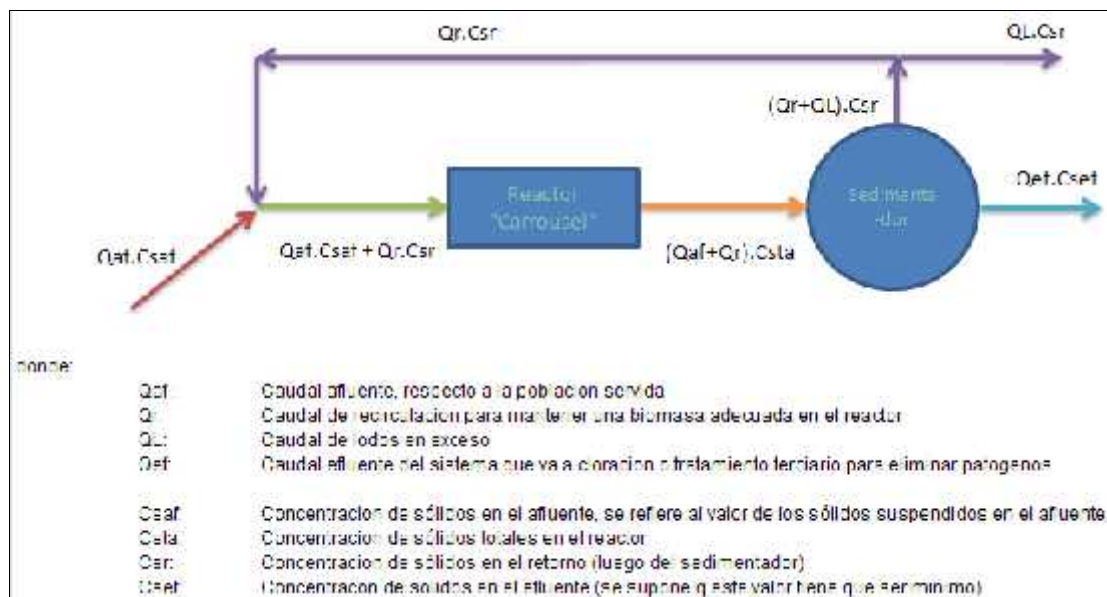 Qr.Csr
QL.Csr
(Qr+QL).Csr
Reactor
"Carrousel"
Sedimenta
-dor
Qef.Csef
Qaf.Csaf
Qaf.Csaf + Qr.Csr
(Qaf+Qr).Csta
donde:
Qaf: Caudal afluente, respecto a la poblacion servida
Qr: Caudal de recirculacion para mantener una biomasa adecuada en el reactor
QL: Caudal de lodos en exceso
Qef: Caudal efluente del sistema que va a cloracion o tratamiento terciario para eliminar patogenos
Csaf: Concentracion de sólidos en el afluente, se refiere al valor de los sólidos suspendidos en el afluente
Csta: Concentracion de sólidos totales en el reactor
Csr: Concentración de sólidos en el retorno (luego del sedimentador)
Csef: Concentracon de solidos en el efluente (se supone q este valor tiene que ser minimo)